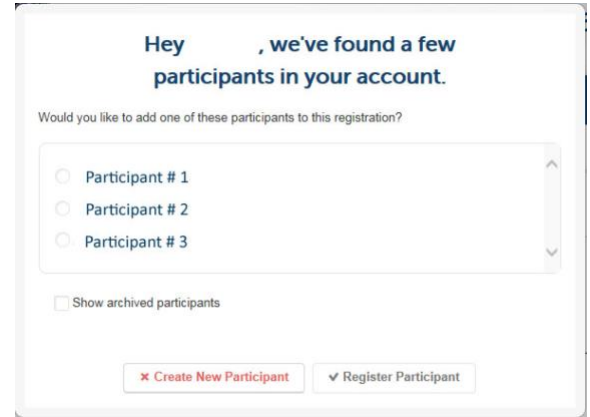 Hey , we've found a few
participants in your account.
Would you like to add one of these participants to this registration?
Participant # 1
Participant # 2
Participant # 3
Show archived participants
× Create New Participant ✔ Register Participant